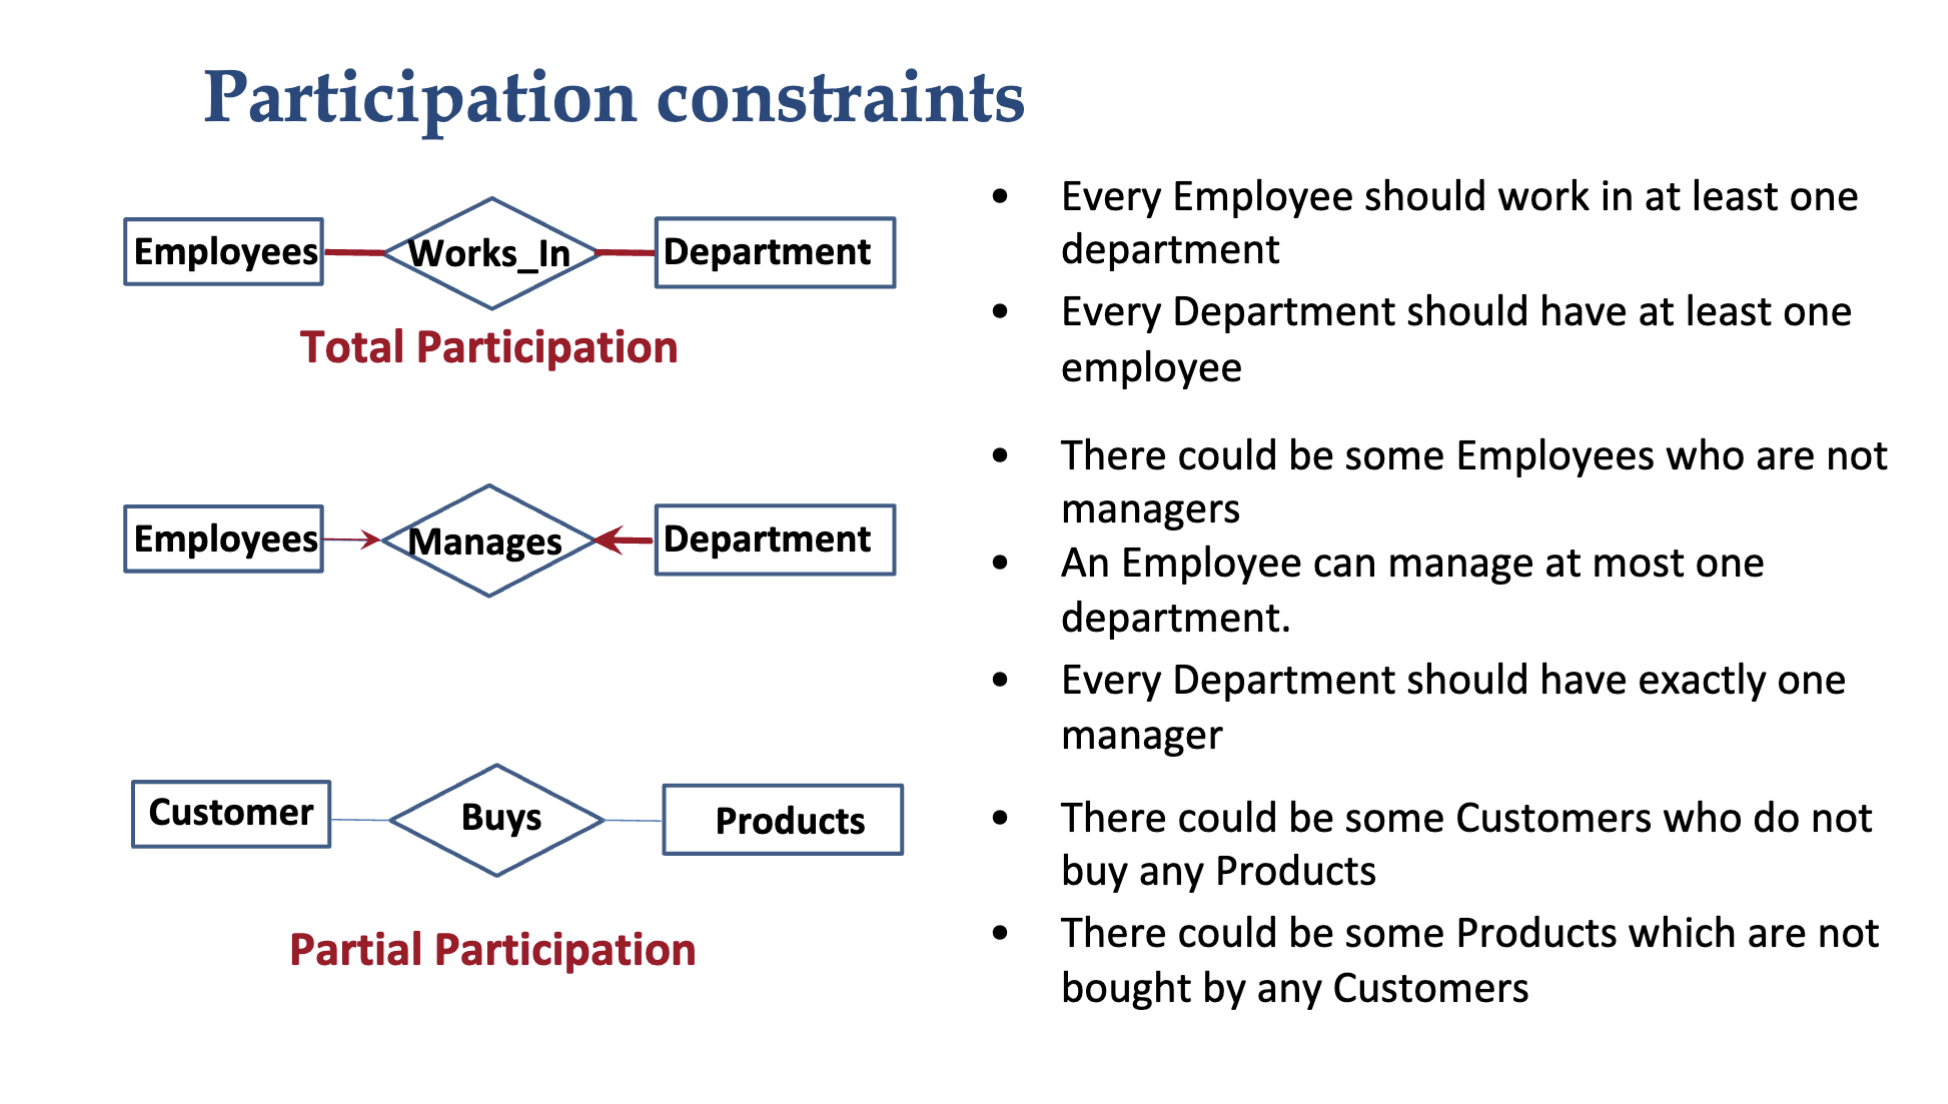 Participation constraints
Employees
Works_In
Department
Total Participation
• Every Employee should work in at least one
department
• Every Department should have at least one
employee
Employees
Manages
Department
• There could be some Employees who are not
managers
• An Employee can manage at most one
department.
• Every Department should have exactly one
manager
Customer
Buys
Products
Partial Participation
• There could be some Customers who do not
buy any Products
• There could be some Products which are not
bought by any Customers